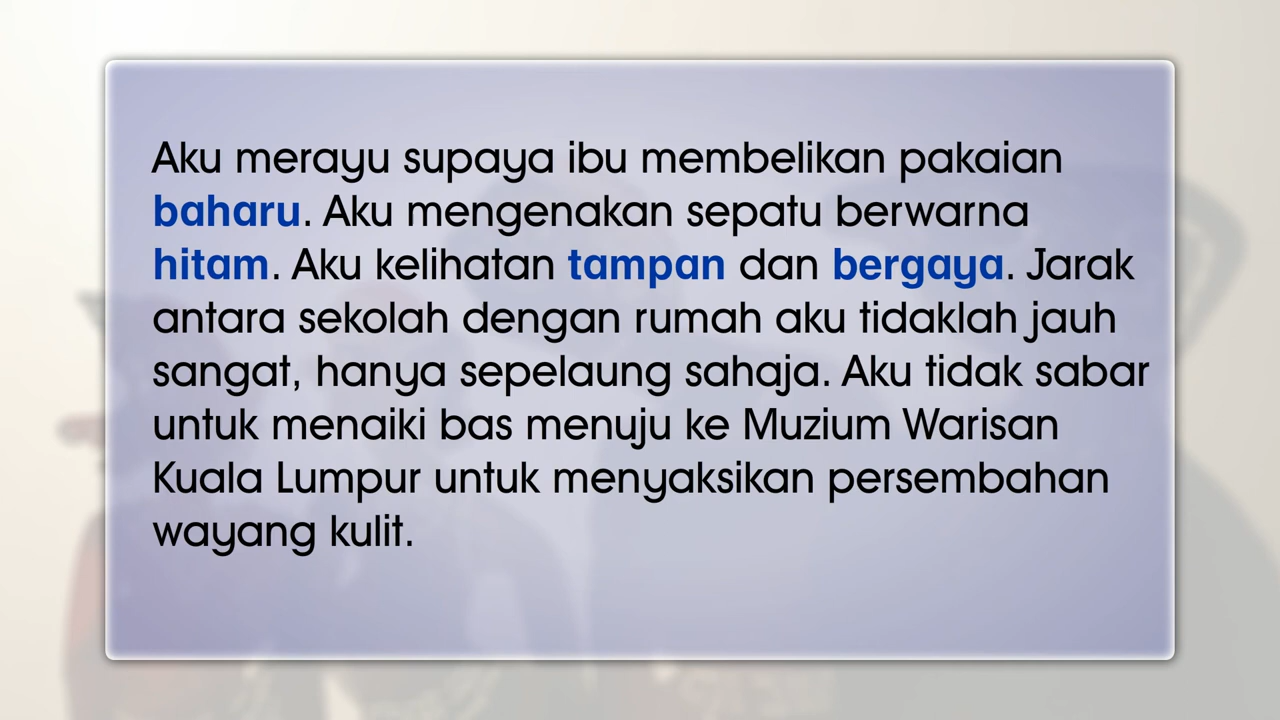 Aku merayu supaya ibu membelikan pakaian
baharu. Aku mengenakan sepatu berwarna
hitam. Aku kelihatan tampan dan bergaya. Jarak
antara sekolah dengan rumah aku tidaklah jauh
sangat, hanya sepelaung sahaja. Aku tidak sabar
untuk menaiki bas menuju ke Muzium Warisan
Kuala Lumpur untuk menyaksikan persembahan
wayang kulit.